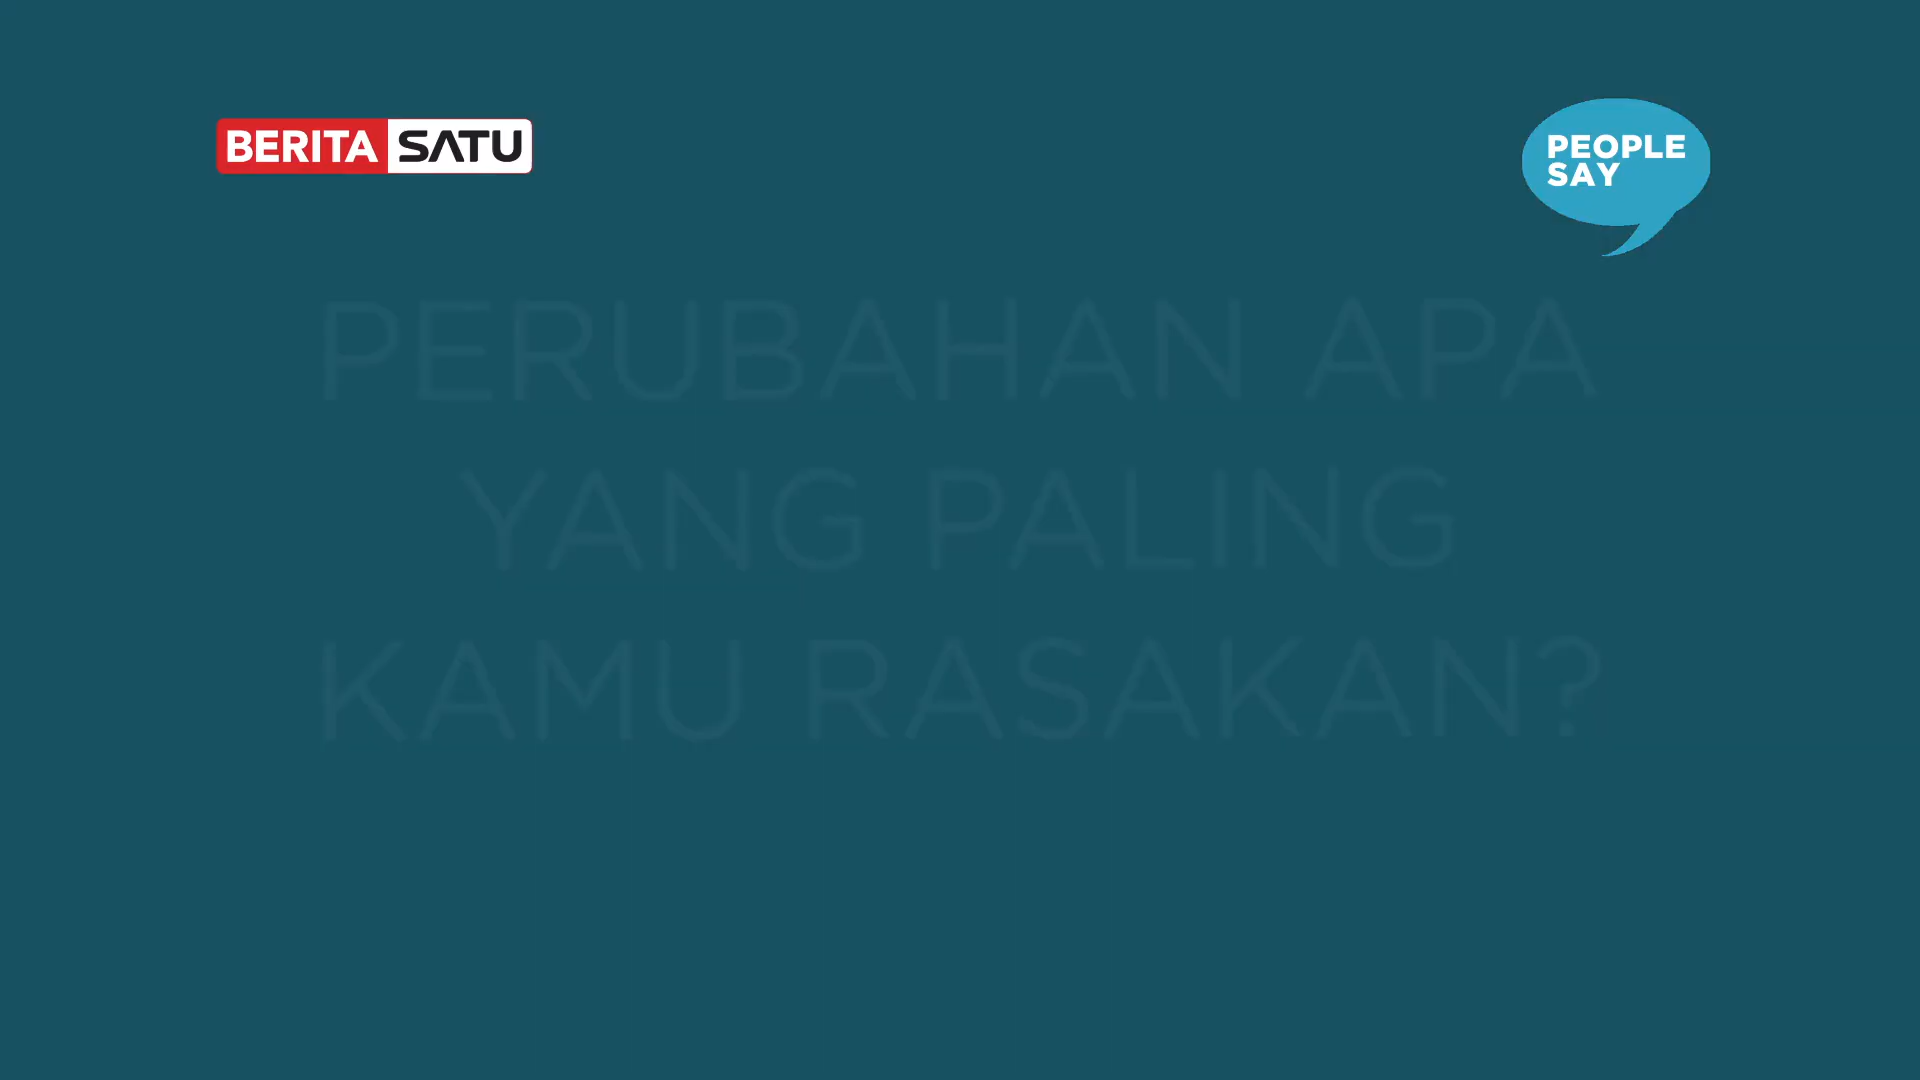 BERITA SATU
PEOPLE
SAY
PERUBAHAN APA
YANG PALING
KAMU RASAKAN?